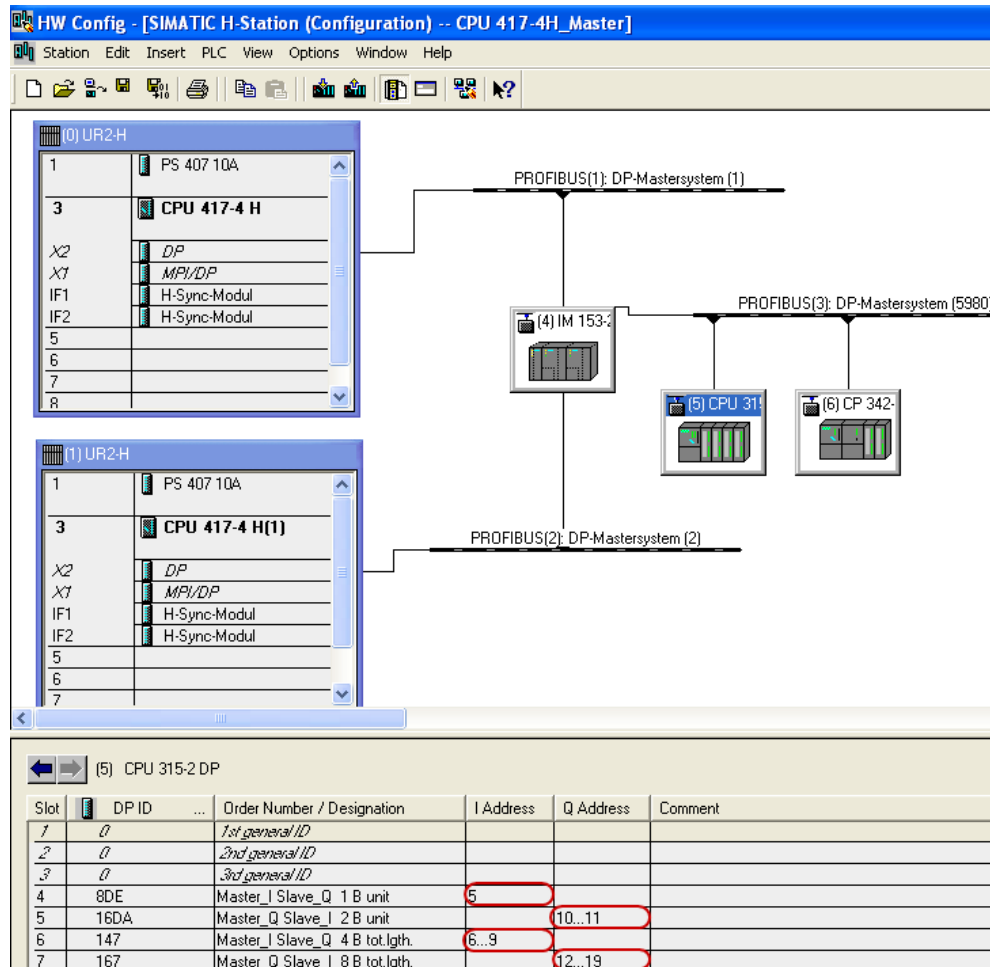 HW Config - [SIMATIC H-Station (Configuration) -- CPU 417-4H_Master]
Station Edit Insert PLC View Options Window Help
(0) UR2-H
1 PS 407 10A
3 CPU 417-4 H
X2 DP
X1 MPI/DP
IF1 H-Sync-Modul
IF2 H-Sync-Modul
5
6
7
8
PROFIBUS(1): DP-Mastersystem (1)
(4) IM 153-2
PROFIBUS(3): DP-Mastersystem (5980)
(5) CPU 315
(6) CP 342-
(1) UR2-H
1 PS 407 10A
3 CPU 417-4 H(1)
X2 DP
X1 MPI/DP
IF1 H-Sync-Modul
IF2 H-Sync-Modul
5
6
7
PROFIBUS(2): DP-Mastersystem (2)
(5) CPU 315-2 DP
Slot DP ID ... Order Number / Designation I Address Q Address Comment
1 0 1st general ID
2 0 2nd general ID
3 0 3rd general ID
4 8DE Master_I Slave_Q 1 B unit 5
5 16DA Master_Q Slave_I 2 B unit 10...11
6 147 Master_I Slave_Q 4 B tot.lgth. 6...9
7 167 Master_Q Slave_I 8 B tot.lgth. 12...19